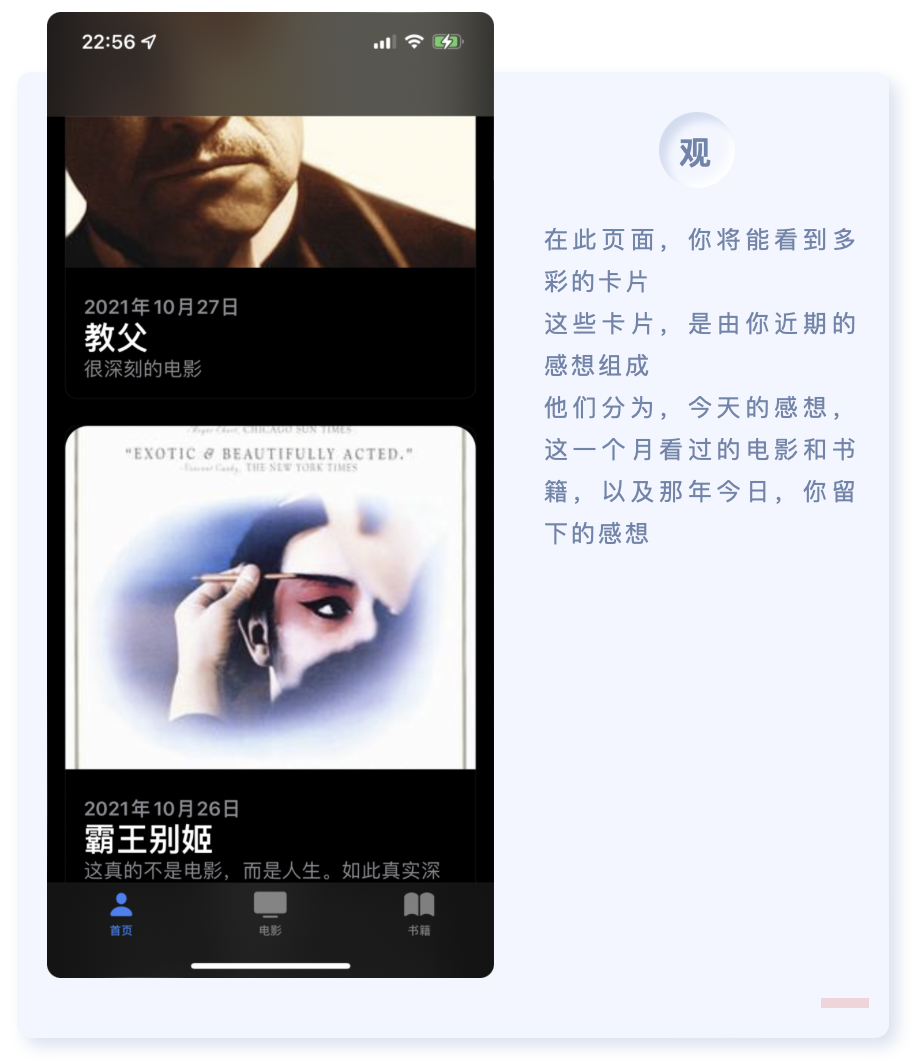 22:56
2021年10月27日
教父
很深刻的电影
CHICAGO SUN TIMES
"EXOTIC & BEAUTIFULLY ACTED."
-Vincent Canby, THE NEW YORK TIMES
2021年10月26日
霸王别姬
这真的不是电影，而是人生。如此真实深
首页
电影
书籍
观
在此页面，你将能看到多
彩的卡片
这些卡片，是由你近期的
感想组成
他们分为，今天的感想，
这一个月看过的电影和书
籍，以及那年今日，你留
下的感想